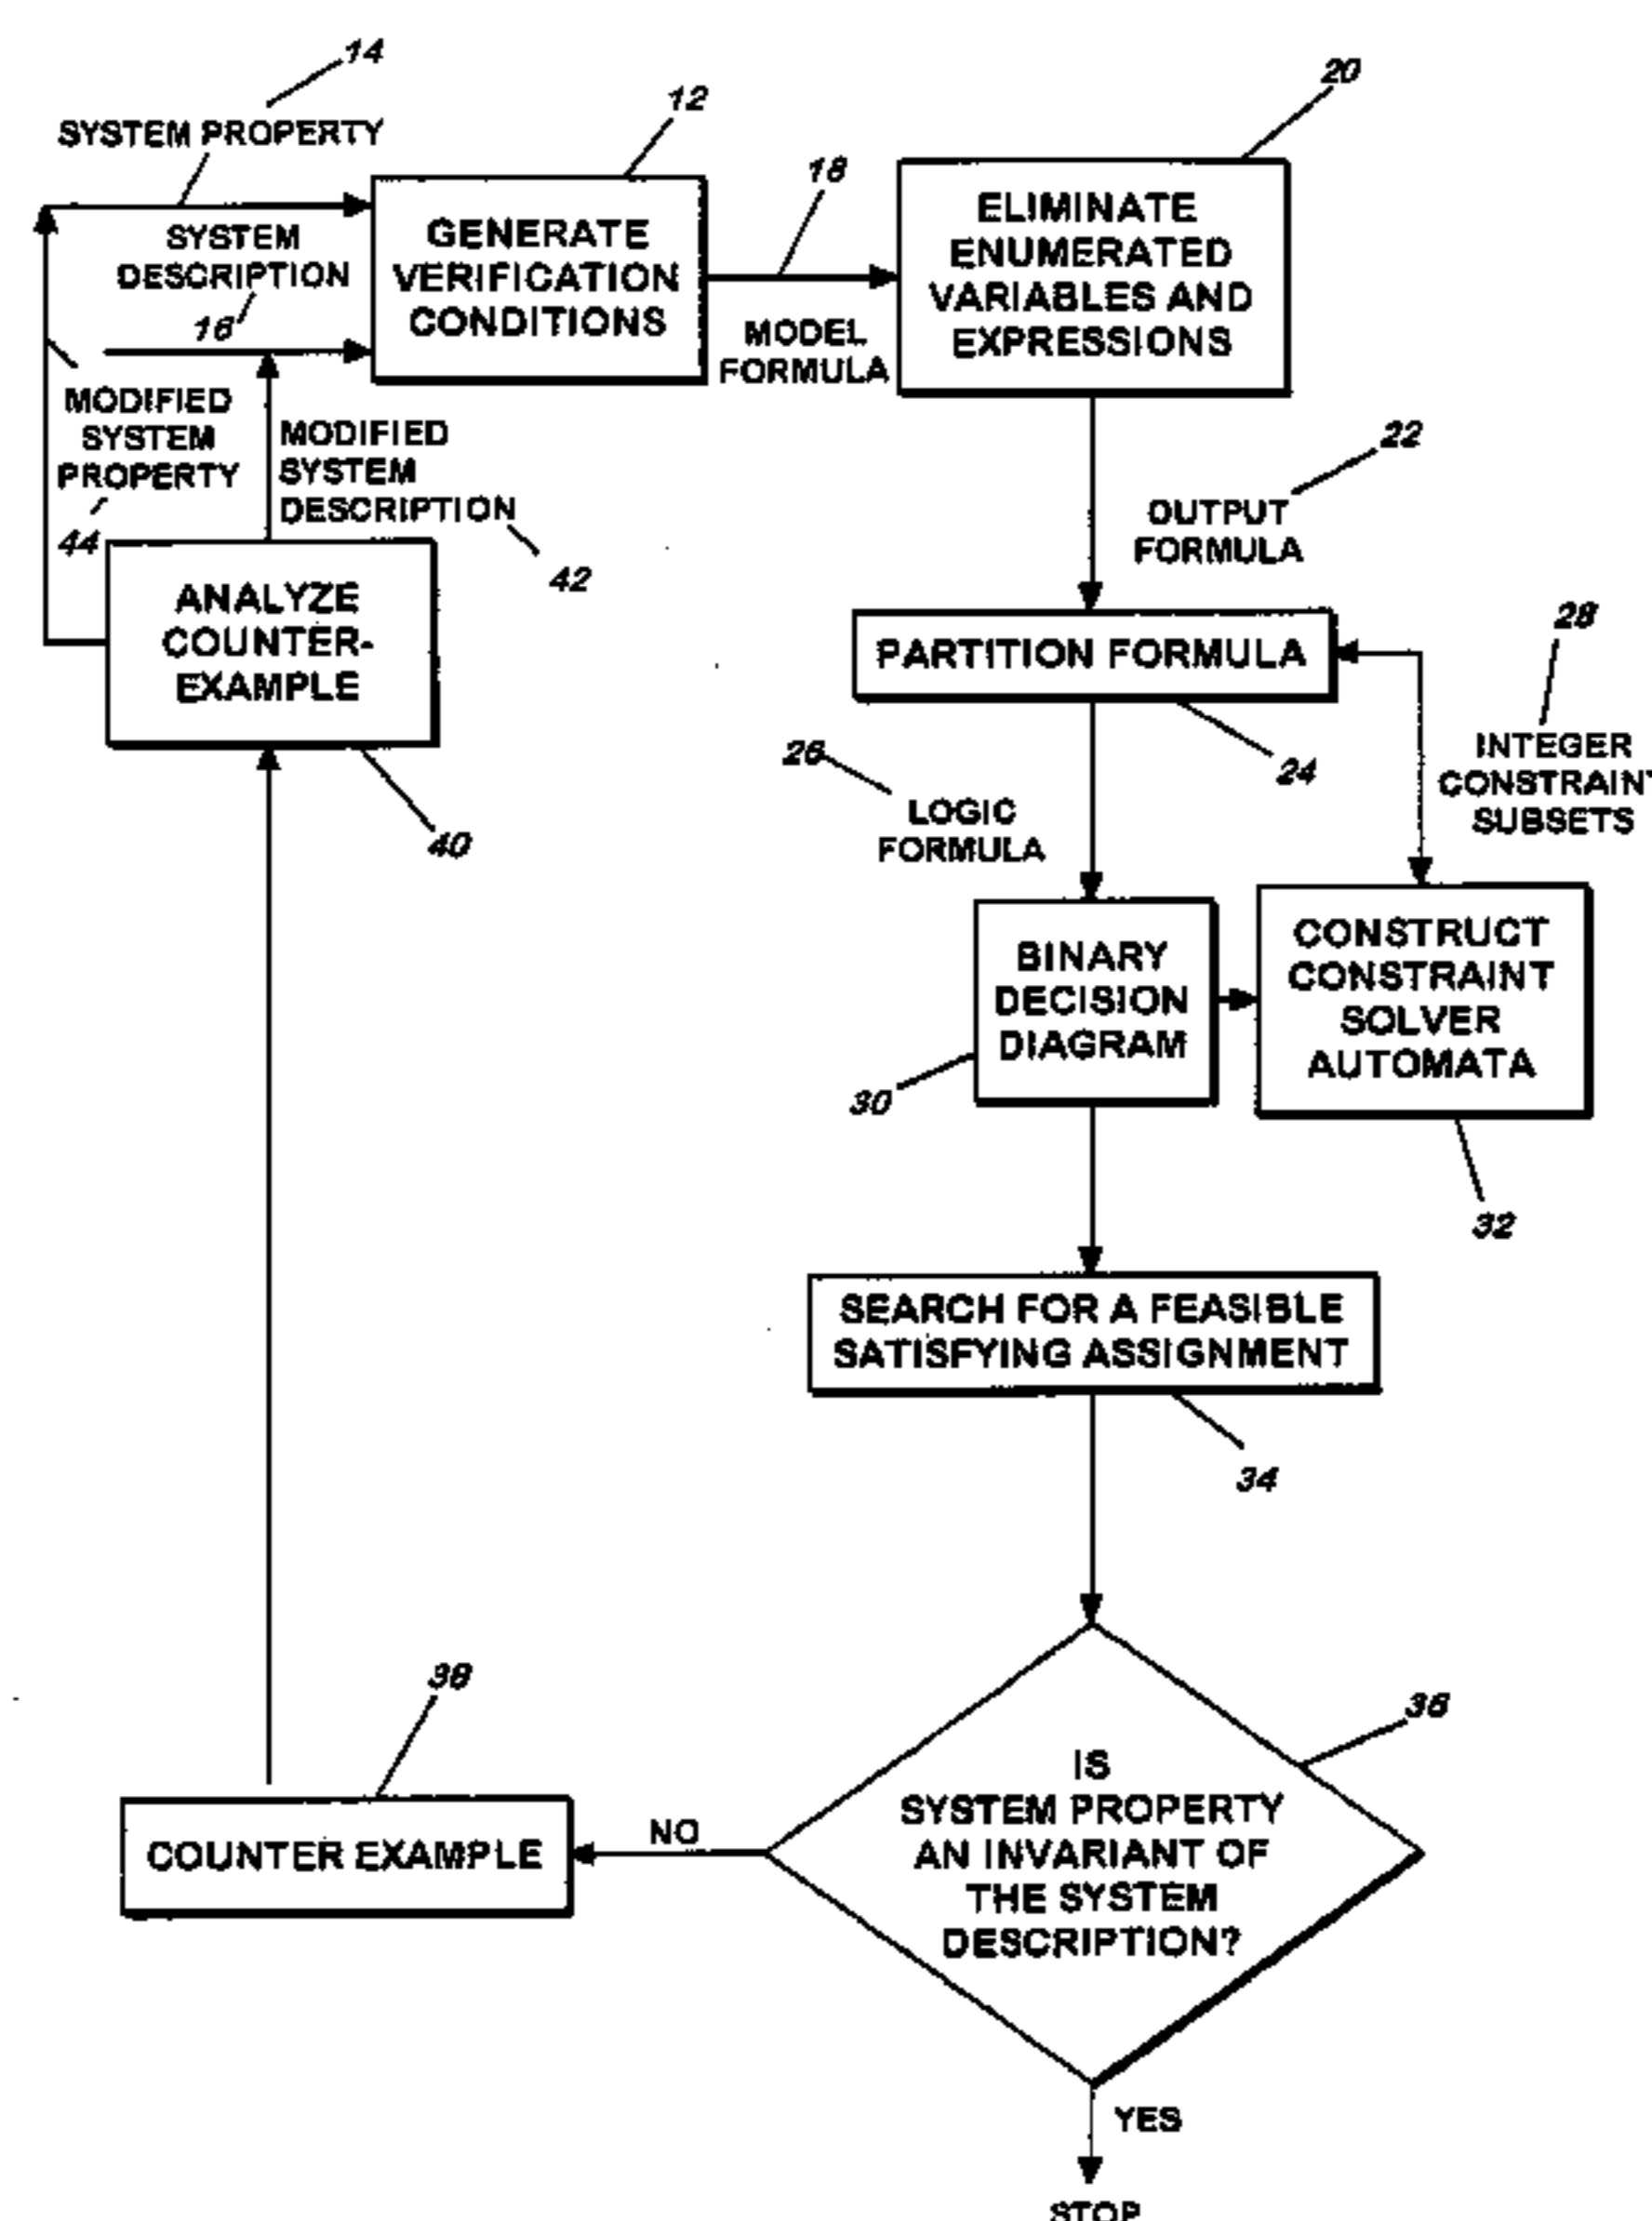 14
SYSTEM PROPERTY
12
20
18
SYSTEM
DESCRIPTION
16
GENERATE
VERIFICATION
CONDITIONS
MODEL
FORMULA
ELIMINATE
ENUMERATED
VARIABLES AND
EXPRESSIONS
MODIFIED
SYSTEM
PROPERTY
44
MODIFIED
SYSTEM
DESCRIPTION
42
22
OUTPUT
FORMULA
ANALYZE
COUNTER-
EXAMPLE
40
PARTITION FORMULA
24
28
INTEGER
CONSTRAINT
SUBSETS
26
LOGIC
FORMULA
BINARY
DECISION
DIAGRAM
30
CONSTRUCT
CONSTRAINT
SOLVER
AUTOMATA
32
SEARCH FOR A FEASIBLE
SATISFYING ASSIGNMENT
34
36
IS
SYSTEM PROPERTY
AN INVARIANT OF
THE SYSTEM
DESCRIPTION?
NO
38
COUNTER EXAMPLE
YES
STOP